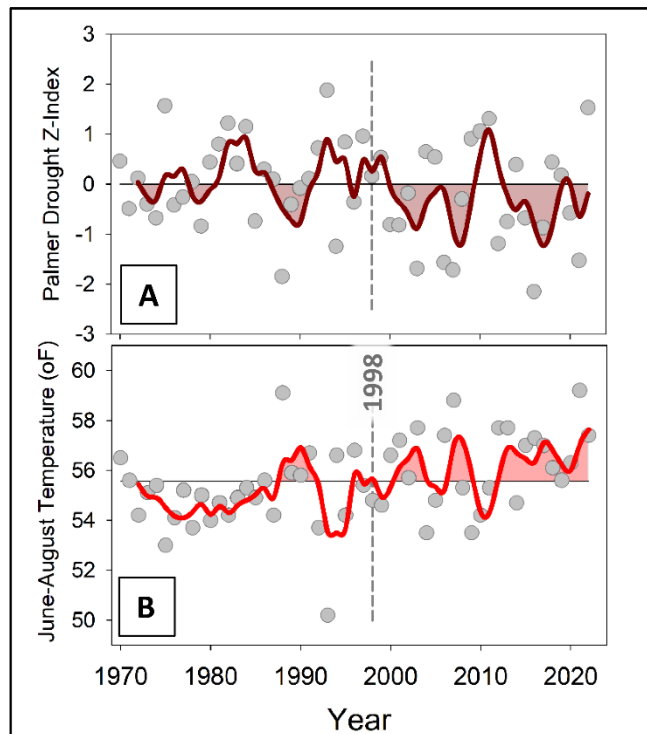 3
2
1
0
-1
-2
-3
Palmer Drought Z-Index
A
60
58
56
54
52
50
June-August Temperature (oF)
1998
B
1970 1980 1990 2000 2010 2020
Year